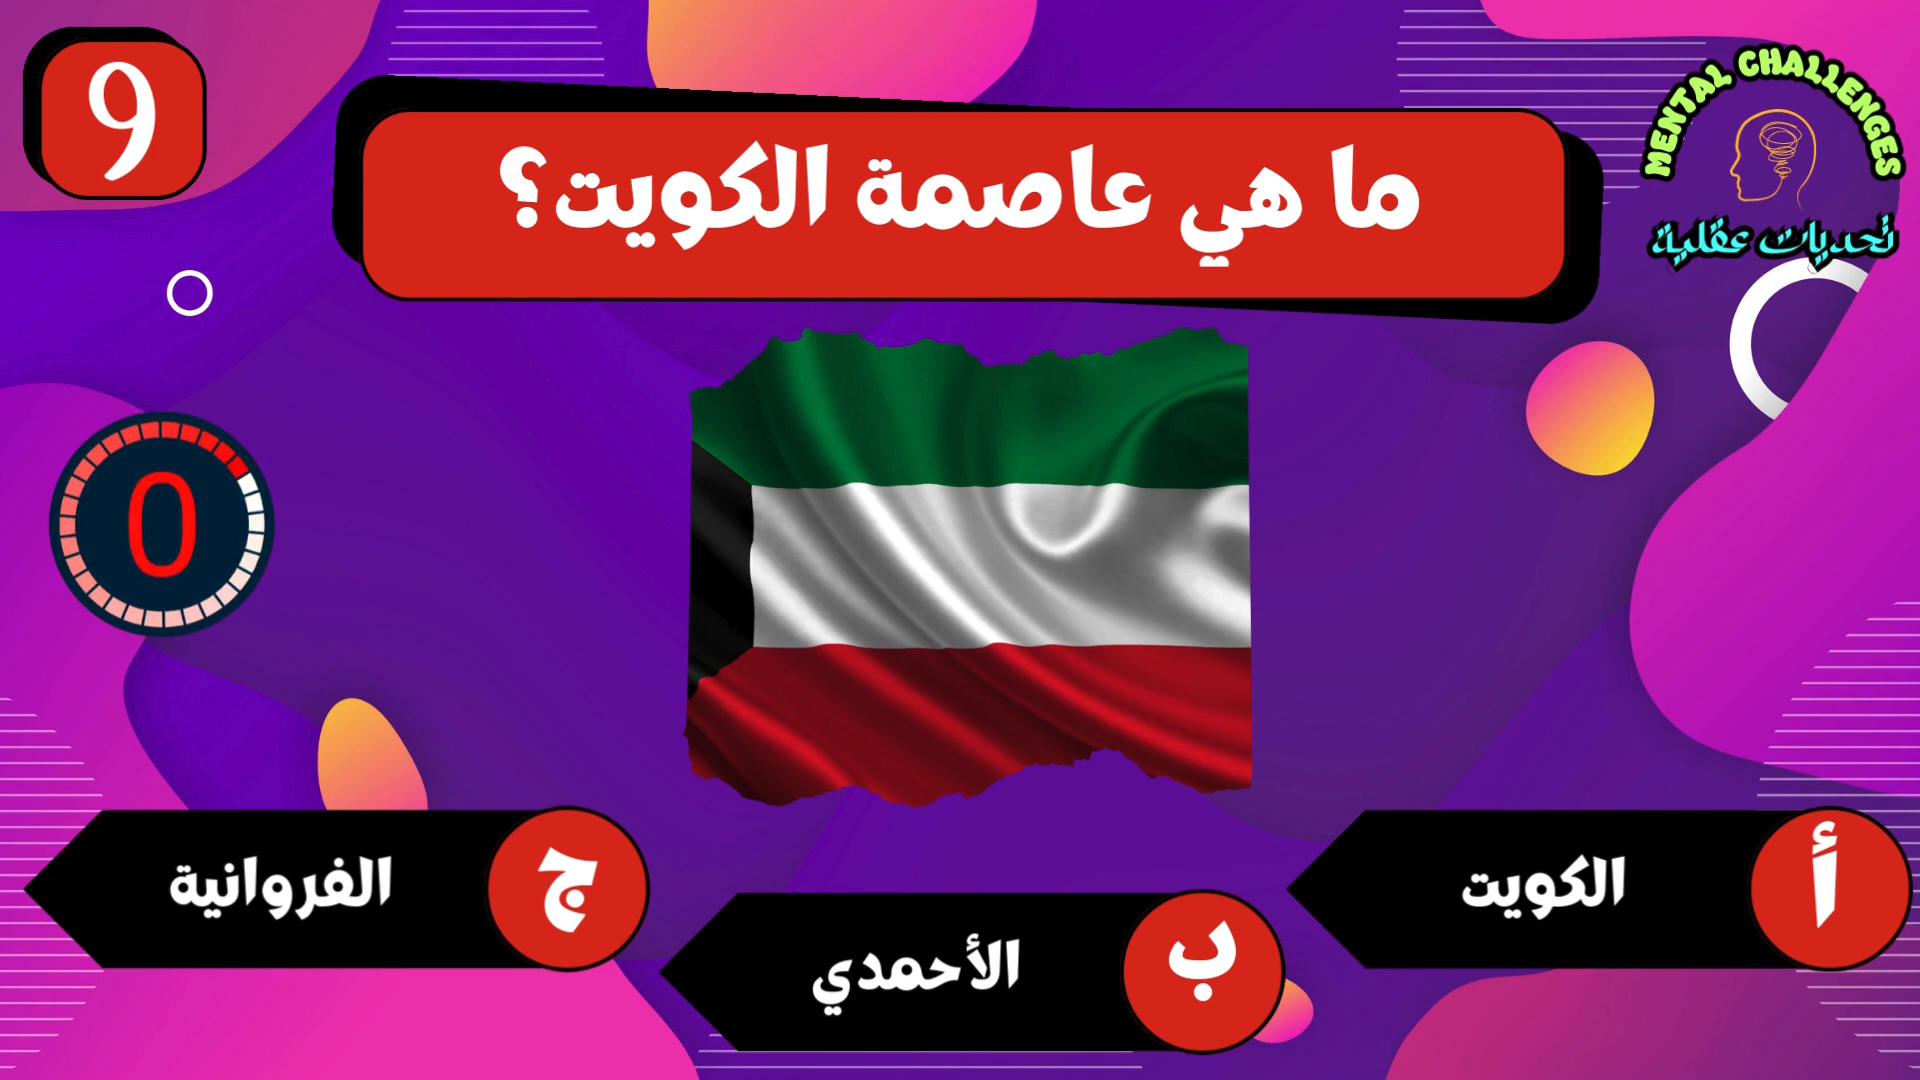 9
MENTAL CHALLENGES
تحديات عقلية
ما هي عاصمة الكويت؟
0
أ
الكويت
ب
الأحمدي
ج
الفروانية